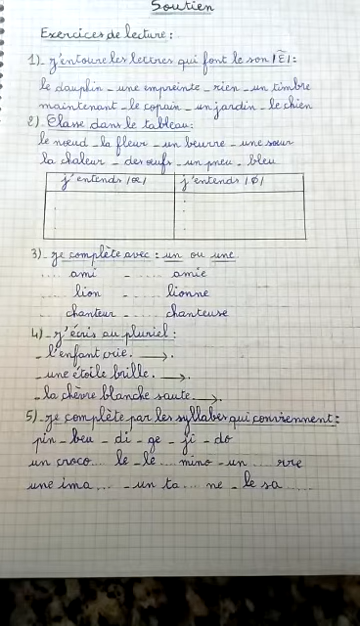 Soutien
Exercices de lecture :
1)_ j'entoure les lettres qui font le son /Ẽ/:
le dauphin _ une empreinte _ rien _ un timbre
maintenant _ le copain _ un jardin _ le chien
2)_ Classe dans le tableau:
le nœud _ la fleur _ un beurre _ une sœur
la chaleur _ des œufs _ un pneu _ bleu
j'entends /œ/ j'entends /Ø/
3)_ je complète avec : un ou une
.... ami - ..... amie
.... lion - ..... lionne
.... chanteur - ..... chanteuse
4)_ j'écris au pluriel :
_ l'enfant crie. →.
_ une étoile brille. →.
_ la chèvre blanche saute →.
5)_ je complète par les syllabes qui conviennent:
pin _ beu _ di _ ge _ ji _ do
un croco.... le _ le.... mino _ un.... rre
une ima.... _ un ta.... ne _ le sa.....